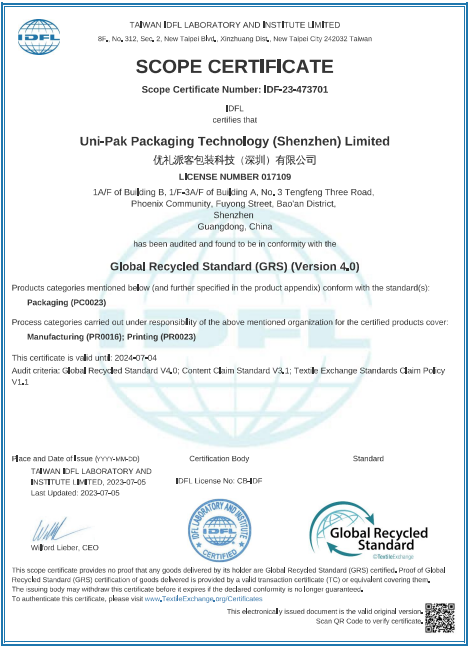 IDFL
TAIWAN IDFL LABORATORY AND INSTITUTE LIMITED
8F., No. 312, Sec. 2, New Taipei Blvd., Xinzhuang Dist., New Taipei City 242032 Taiwan
SCOPE CERTIFICATE
Scope Certificate Number: IDF-23-473701
IDFL
certifies that
Uni-Pak Packaging Technology (Shenzhen) Limited
优礼派客包装科技（深圳）有限公司
LICENSE NUMBER 017109
1A/F of Building B, 1/F-3A/F of Building A, No. 3 Tengfeng Three Road,
Phoenix Community, Fuyong Street, Bao'an District,
Shenzhen
Guangdong, China
has been audited and found to be in conformity with the
Global Recycled Standard (GRS) (Version 4.0)
Products categories mentioned below (and further specified in the product appendix) conform with the standard(s):
Packaging (PC0023)
Process categories carried out under responsibility of the above mentioned organization for the certified products cover:
Manufacturing (PR0016); Printing (PR0023)
This certificate is valid until: 2024-07-04
Audit criteria: Global Recycled Standard V4.0; Content Claim Standard V3.1; Textile Exchange Standards Claim Policy
V1.1
Place and Date of Issue (YYYY-MM-DD)
TAIWAN IDFL LABORATORY AND
INSTITUTE LIMITED, 2023-07-05
Last Updated: 2023-07-05
Certification Body
IDFL License No: CB-IDF
Standard
Wilford Lieber, CEO
IDFL LABORATORY AND INSTITUTE
IDFL
CERTIFIED
Global Recycled
Standard
©TextileExchange
This scope certificate provides no proof that any goods delivered by its holder are Global Recycled Standard (GRS) certified. Proof of Global
Recycled Standard (GRS) certification of goods delivered is provided by a valid transaction certificate (TC) or equivalent covering them.
The issuing body may withdraw this certificate before it expires if the declared conformity is no longer guaranteed.
To authenticate this certificate, please visit www.TextileExchange.org/Certificates
This electronically issued document is the valid original version.
Scan QR Code to verify certificate.